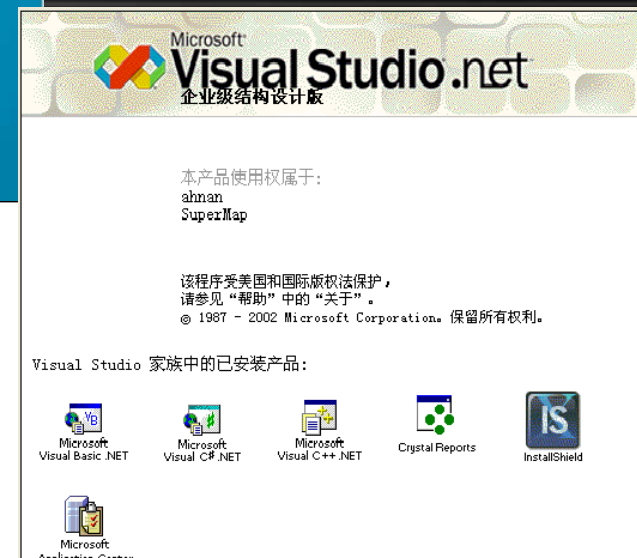 Microsoft
Visual Studio .net
企业级结构设计版
本产品使用权属于:
ahnan
SuperMap
该程序受美国和国际版权法保护，
请参见“帮助”中的“关于”。
© 1987 - 2002 Microsoft Corporation。保留所有权利。
Visual Studio 家族中的已安装产品:
VB
Microsoft
Visual Basic .NET
#
Microsoft
Visual C# .NET
Microsoft
Visual C++ .NET
Crystal Reports
IS
InstallShield
Microsoft
Application Center